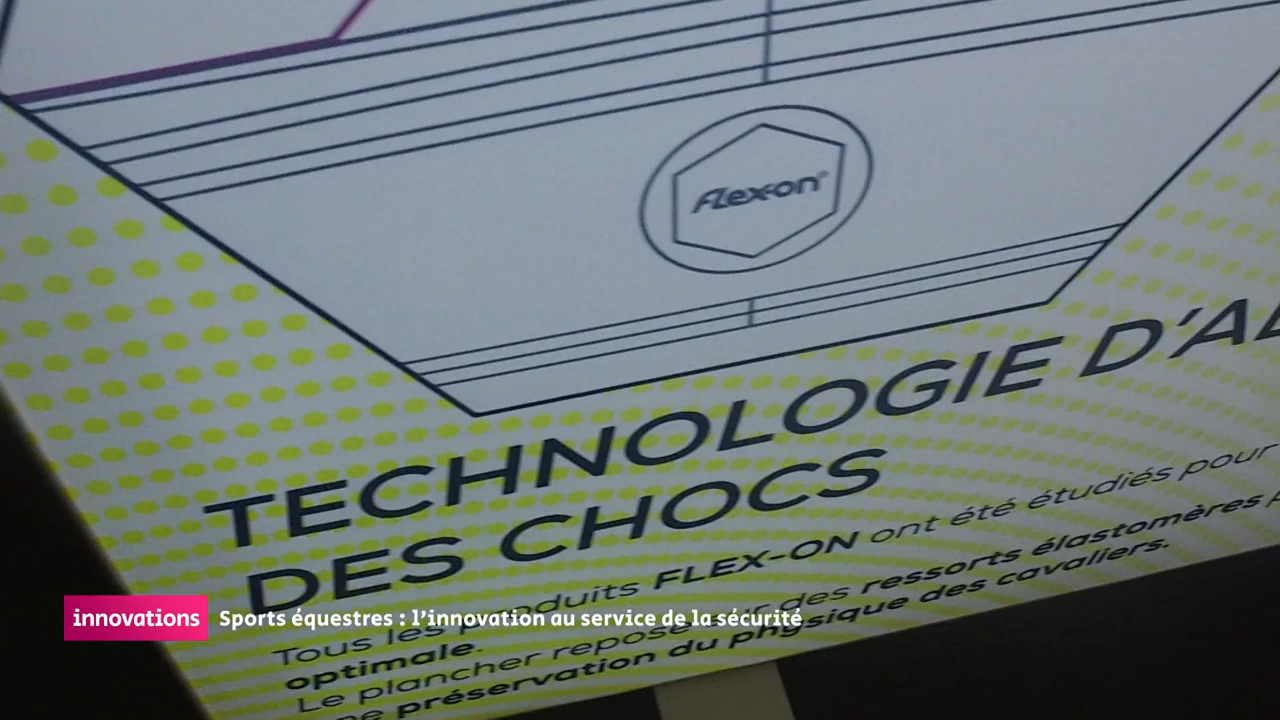 flex-on®
TECHNOLOGIE D'A
DES CHOCS
Tous les produits FLEX-ON ont été étudiés pour
optimale.
Le plancher repose sur des ressorts élastomères
préservation du physique des cavaliers.
innovations
Sports équestres : l'innovation au service de la sécurité